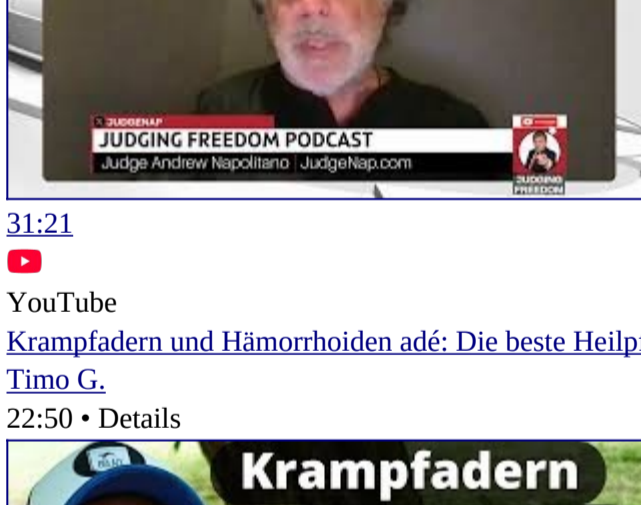 JUDGENAP
JUDGING FREEDOM PODCAST
Judge Andrew Napolitano | JudgeNap.com
JUDGING
FREEDOM
31:21
YouTube
Krampfadern und Hämorrhoiden adé: Die beste Heilpf
Timo G.
22:50 • Details
Krampfadern